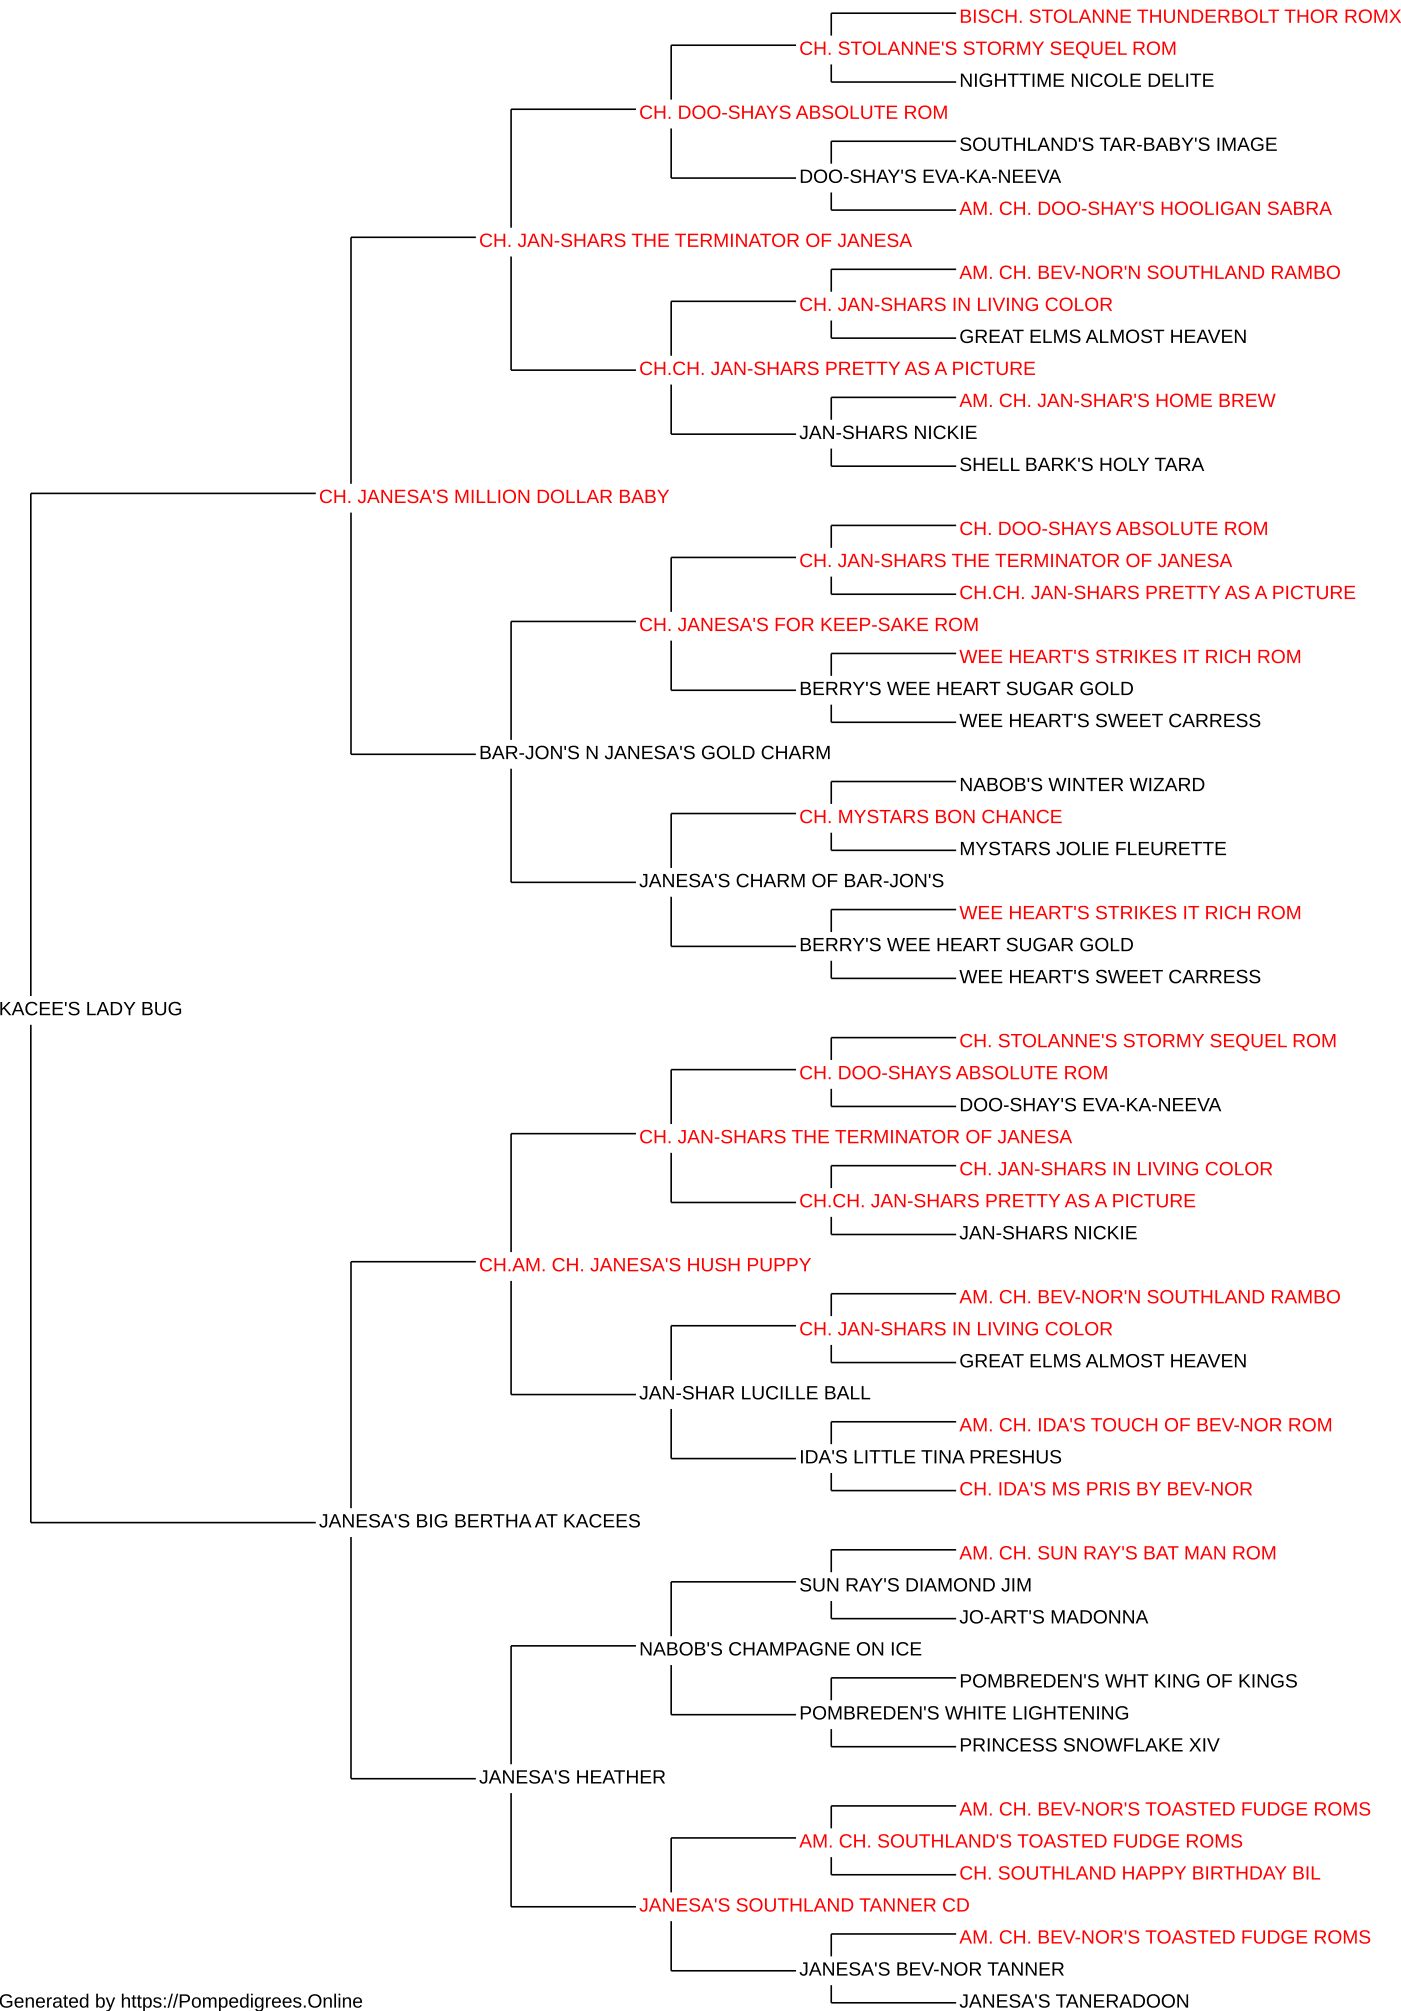 BISCH. STOLANNE THUNDERBOLT THOR ROMX
CH. STOLANNE'S STORMY SEQUEL ROM
NIGHTTIME NICOLE DELITE
CH. DOO-SHAYS ABSOLUTE ROM
SOUTHLAND'S TAR-BABY'S IMAGE
DOO-SHAY'S EVA-KA-NEEVA
AM. CH. DOO-SHAY'S HOOLIGAN SABRA
CH. JAN-SHARS THE TERMINATOR OF JANESA
AM. CH. BEV-NOR'N SOUTHLAND RAMBO
CH. JAN-SHARS IN LIVING COLOR
GREAT ELMS ALMOST HEAVEN
CH.CH. JAN-SHARS PRETTY AS A PICTURE
AM. CH. JAN-SHAR'S HOME BREW
JAN-SHARS NICKIE
SHELL BARK'S HOLY TARA
CH. JANESA'S MILLION DOLLAR BABY
CH. DOO-SHAYS ABSOLUTE ROM
CH. JAN-SHARS THE TERMINATOR OF JANESA
CH.CH. JAN-SHARS PRETTY AS A PICTURE
CH. JANESA'S FOR KEEP-SAKE ROM
WEE HEART'S STRIKES IT RICH ROM
BERRY'S WEE HEART SUGAR GOLD
WEE HEART'S SWEET CARRESS
BAR-JON'S N JANESA'S GOLD CHARM
NABOB'S WINTER WIZARD
CH. MYSTARS BON CHANCE
MYSTARS JOLIE FLEURETTE
JANESA'S CHARM OF BAR-JON'S
WEE HEART'S STRIKES IT RICH ROM
BERRY'S WEE HEART SUGAR GOLD
WEE HEART'S SWEET CARRESS
KACEE'S LADY BUG
CH. STOLANNE'S STORMY SEQUEL ROM
CH. DOO-SHAYS ABSOLUTE ROM
DOO-SHAY'S EVA-KA-NEEVA
CH. JAN-SHARS THE TERMINATOR OF JANESA
CH. JAN-SHARS IN LIVING COLOR
CH.CH. JAN-SHARS PRETTY AS A PICTURE
JAN-SHARS NICKIE
CH.AM. CH. JANESA'S HUSH PUPPY
AM. CH. BEV-NOR'N SOUTHLAND RAMBO
CH. JAN-SHARS IN LIVING COLOR
GREAT ELMS ALMOST HEAVEN
JAN-SHAR LUCILLE BALL
AM. CH. IDA'S TOUCH OF BEV-NOR ROM
IDA'S LITTLE TINA PRESHUS
CH. IDA'S MS PRIS BY BEV-NOR
JANESA'S BIG BERTHA AT KACEES
AM. CH. SUN RAY'S BAT MAN ROM
SUN RAY'S DIAMOND JIM
JO-ART'S MADONNA
NABOB'S CHAMPAGNE ON ICE
POMBREDEN'S WHT KING OF KINGS
POMBREDEN'S WHITE LIGHTENING
PRINCESS SNOWFLAKE XIV
JANESA'S HEATHER
AM. CH. BEV-NOR'S TOASTED FUDGE ROMS
AM. CH. SOUTHLAND'S TOASTED FUDGE ROMS
CH. SOUTHLAND HAPPY BIRTHDAY BIL
JANESA'S SOUTHLAND TANNER CD
AM. CH. BEV-NOR'S TOASTED FUDGE ROMS
JANESA'S BEV-NOR TANNER
JANESA'S TANERADOON
Generated by https://Pompedigrees.Online